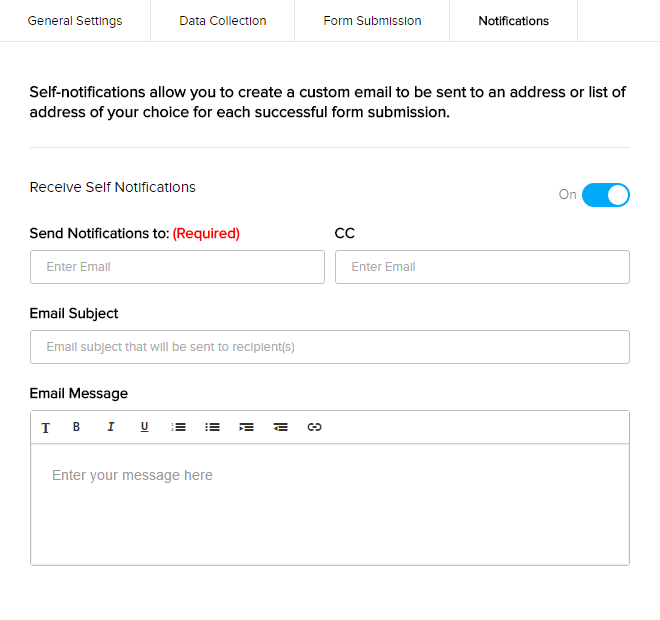 General Settings
Data Collection
Form Submission
Notifications
Self-notifications allow you to create a custom email to be sent to an address or list of
address of your choice for each successful form submission.
Receive Self Notifications
On
Send Notifications to: (Required)
CC
Enter Email
Enter Email
Email Subject
Email subject that will be sent to recipient(s)
Email Message
T B I U
Enter your message here